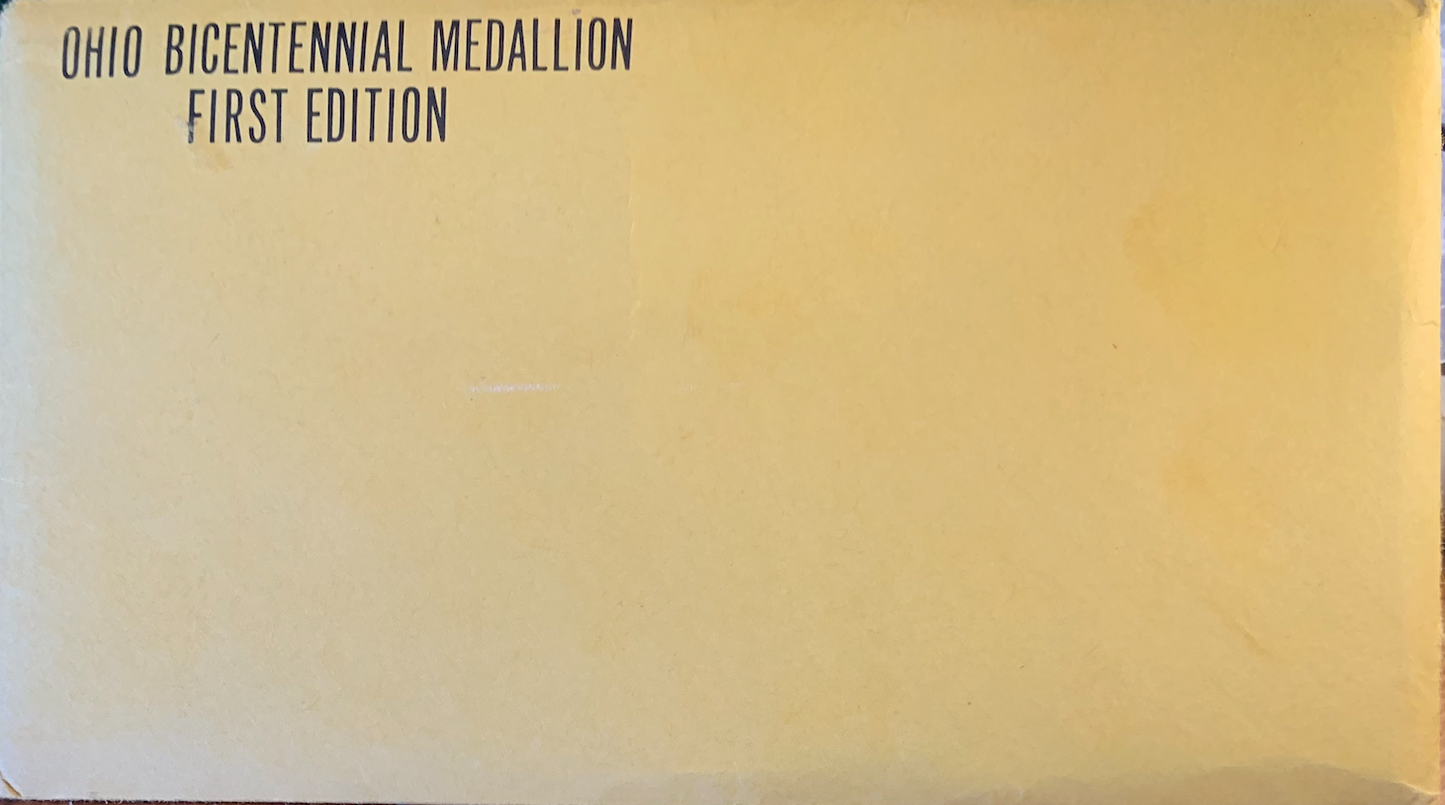 OHIO BICENTENNIAL MEDALLION
FIRST EDITION